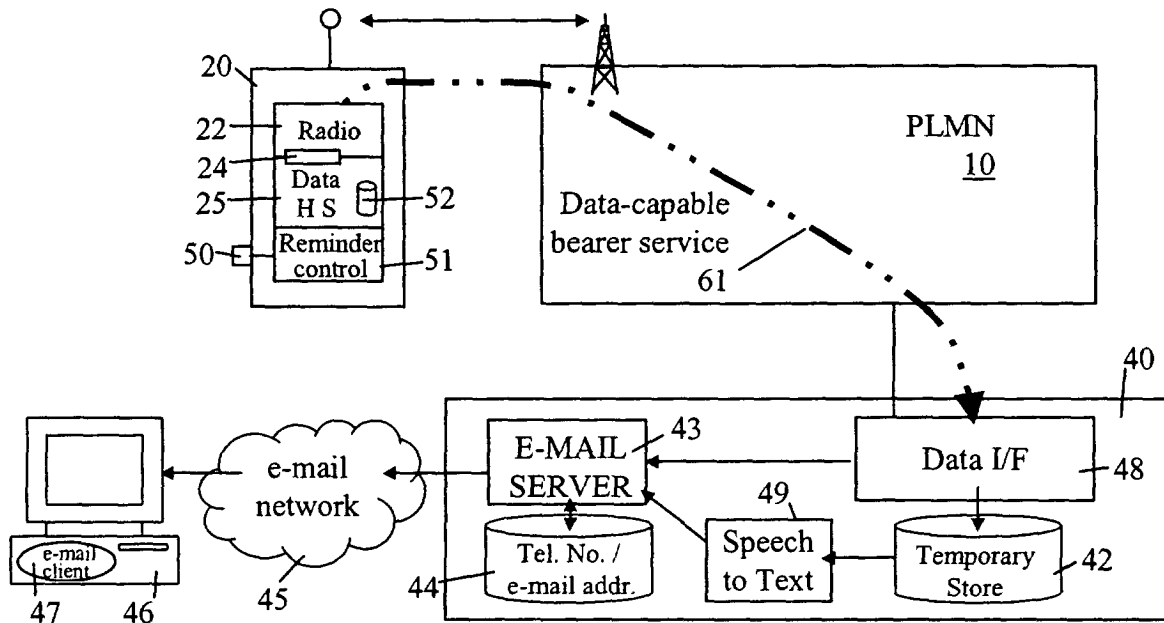 20
22
Radio
24
Data
H S
25
52
50
Reminder
control
51
PLMN
10
Data-capable
bearer service
61
40
E-MAIL
SERVER
43
Data I/F
48
e-mail
network
45
Tel. No. /
e-mail addr.
44
49
Speech
to Text
Temporary
Store
42
e-mail
client
47
46